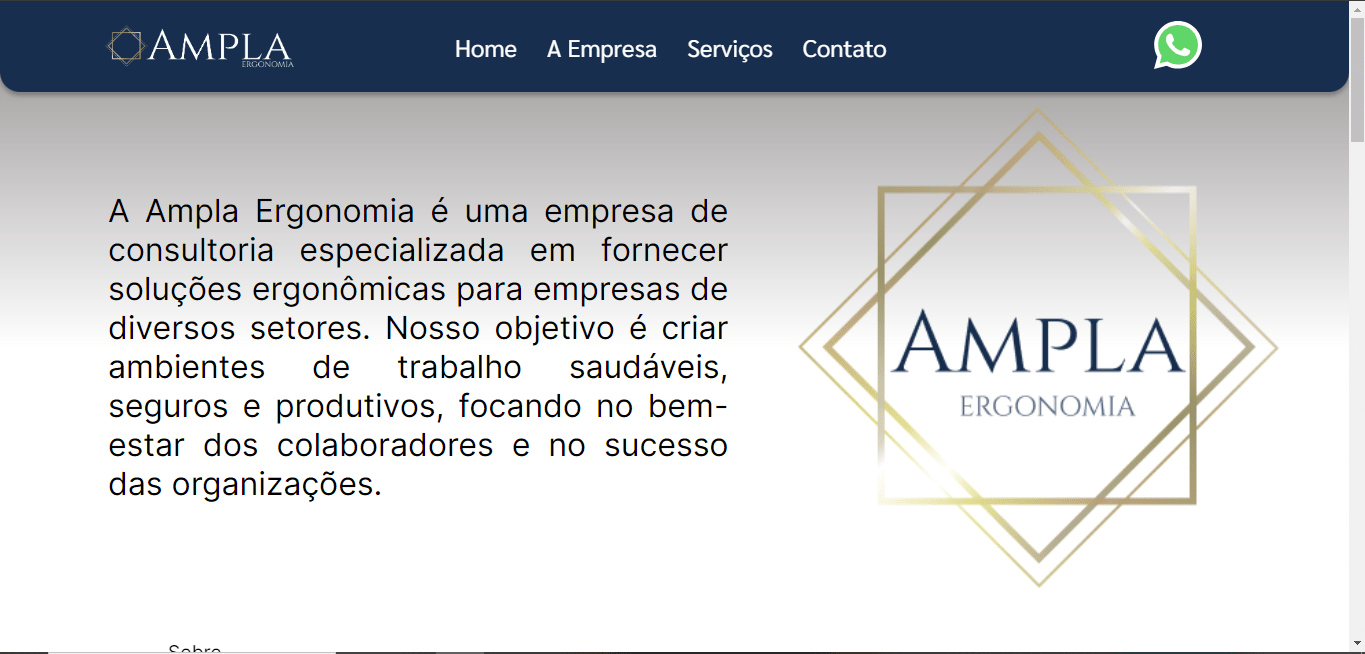 AMPLA
ERGONOMIA
Home A Empresa Serviços Contato
A Ampla Ergonomia é uma empresa de
consultoria especializada em fornecer
soluções ergonômicas para empresas de
diversos setores. Nosso objetivo é criar
ambientes de trabalho saudáveis,
seguros e produtivos, focando no bem-
estar dos colaboradores e no sucesso
das organizações.
AMPLA
ERGONOMIA
Sobre